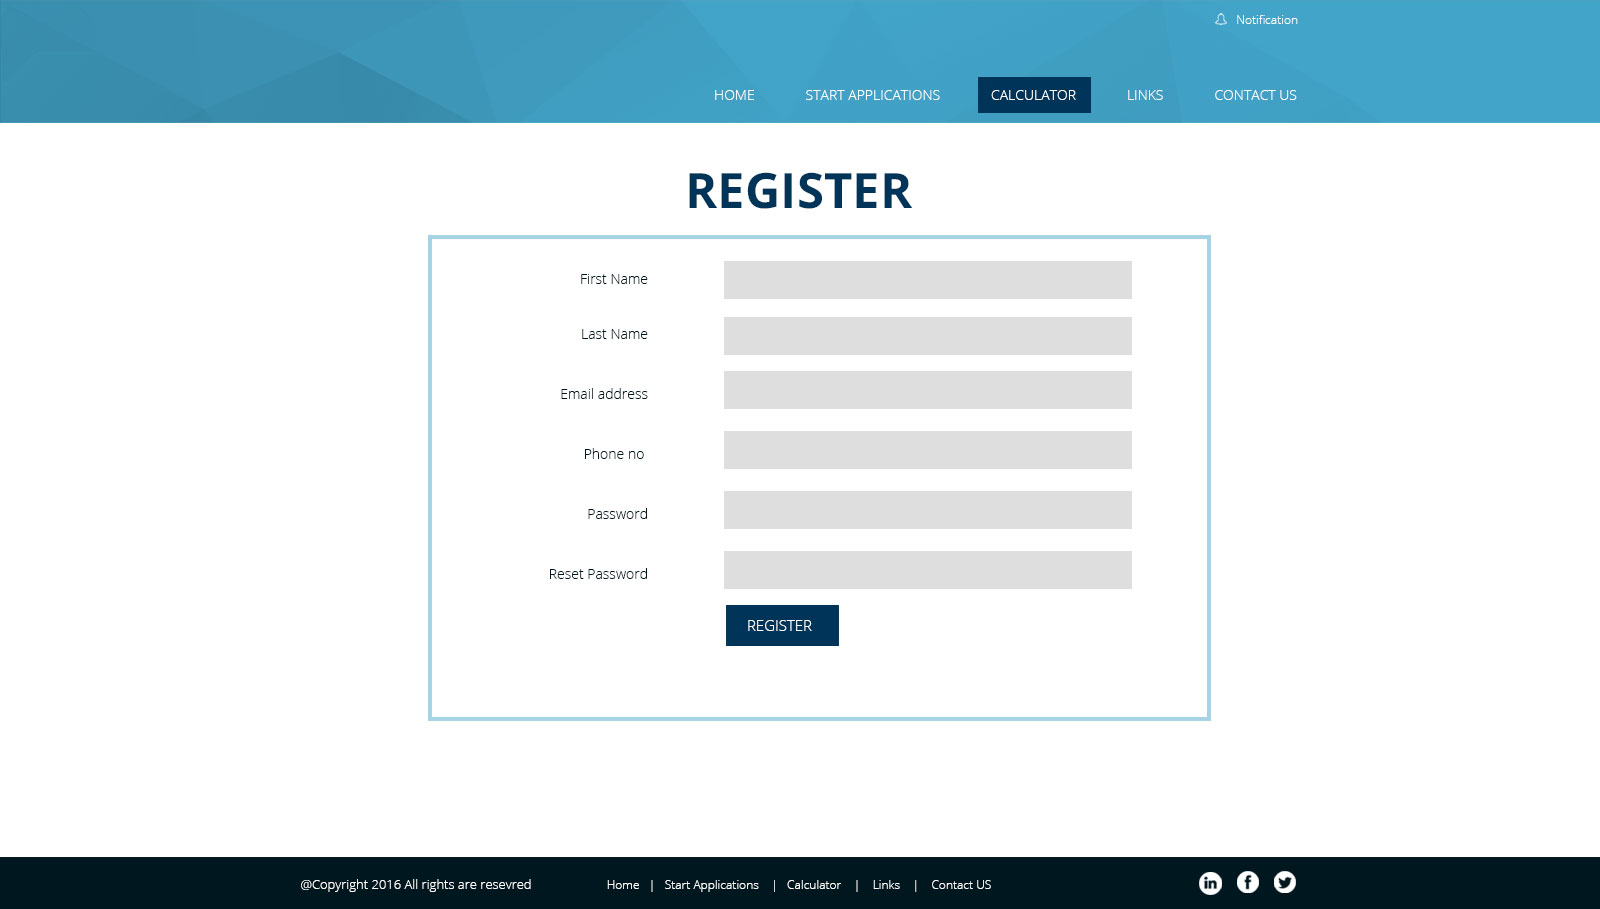 Notification
HOME START APPLICATIONS CALCULATOR LINKS CONTACT US
REGISTER
First Name
Last Name
Email address
Phone no
Password
Reset Password
REGISTER
@Copyright 2016 All rights are resevred Home | Start Applications | Calculator | Links | Contact US in f